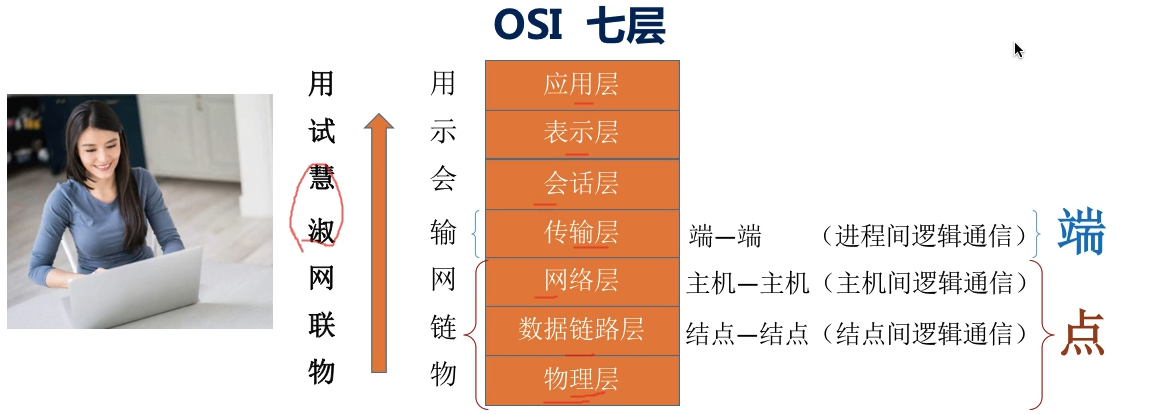 OSI 七层
用 用 应用层
试 示 表示层
慧 会 会话层
淑 输 传输层 端—端 （进程间逻辑通信） 端
网 网 网络层 主机—主机（主机间逻辑通信）
联 链 数据链路层 结点—结点（结点间逻辑通信） 点
物 物 物理层